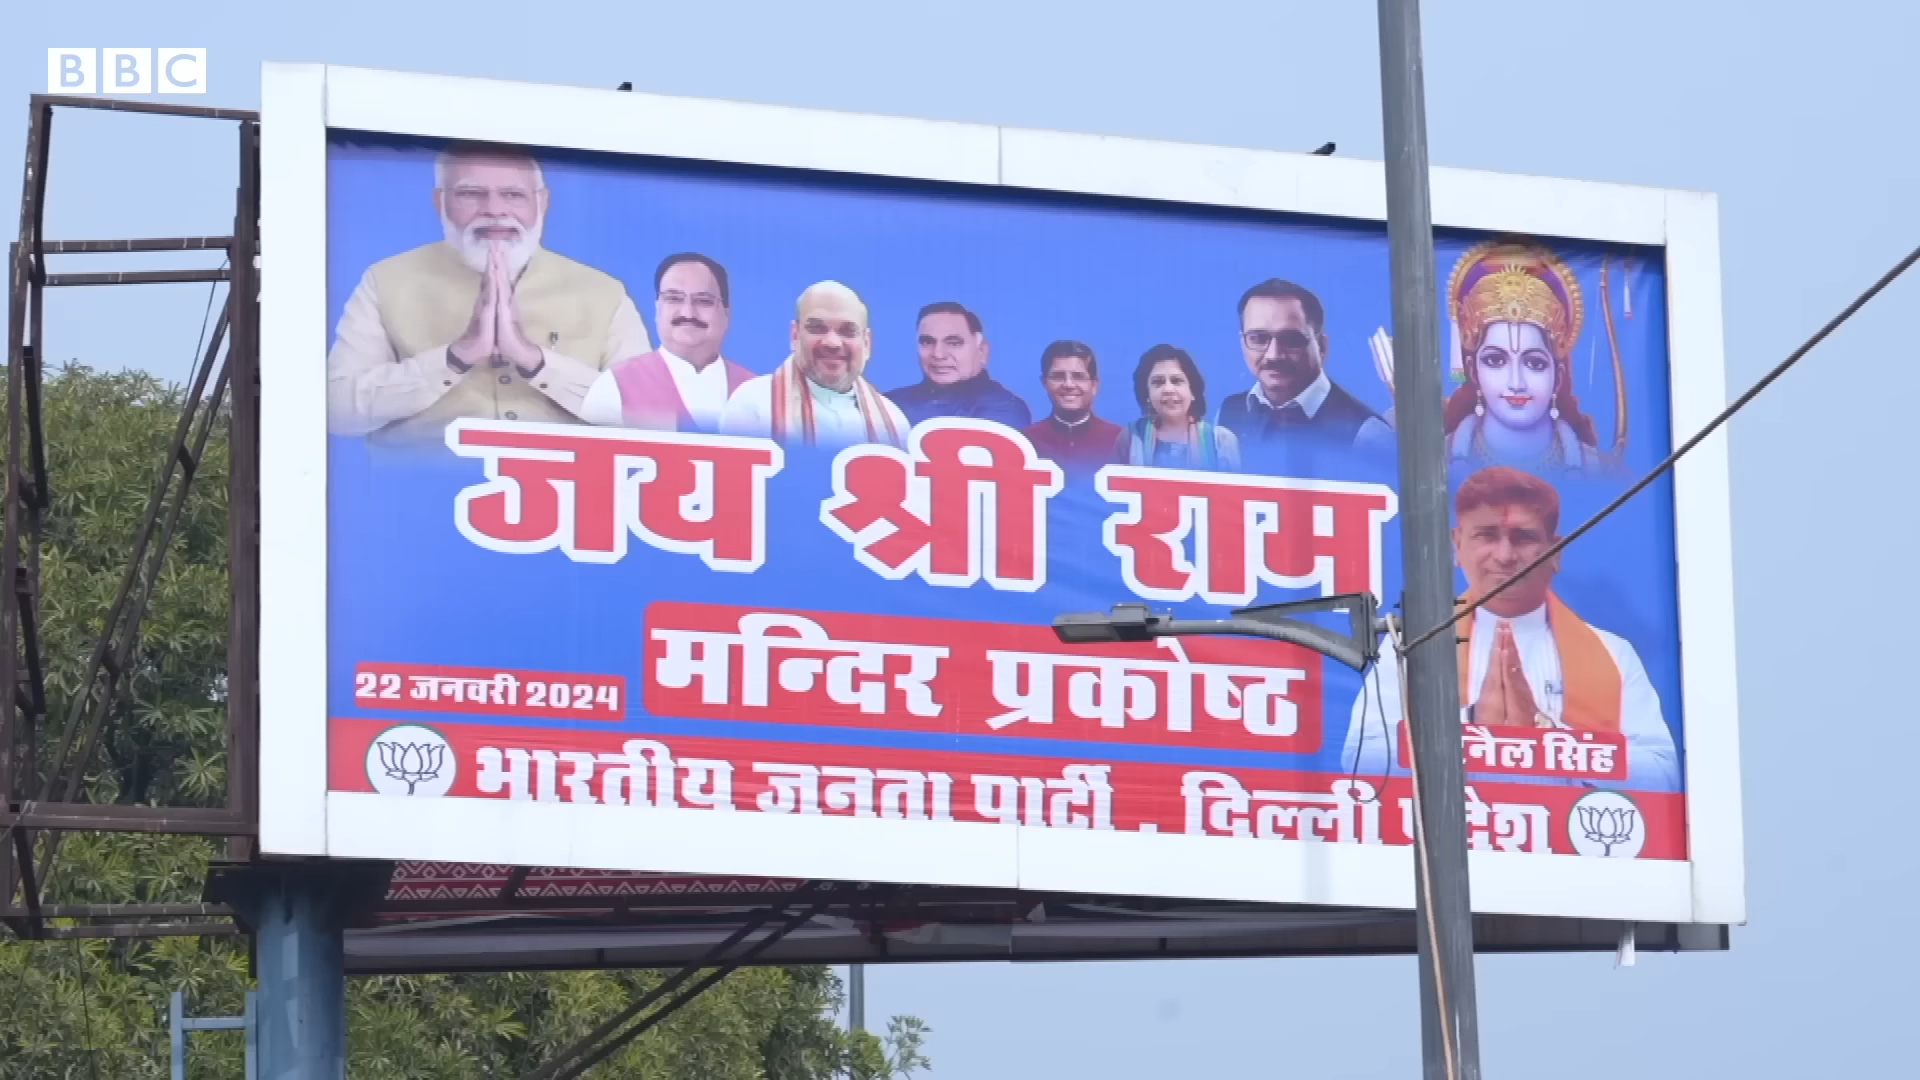 BBC
जय श्री राम
मन्दिर प्रकोष्ठ
22 जनवरी 2024
सिंह
भारतीय जनता पार्टी . दिल्ली